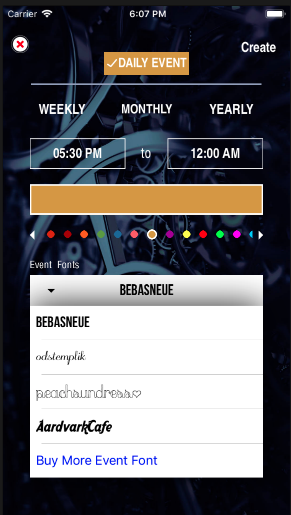 Carrier 6:07 PM
Create
DAILY EVENT
WEEKLY MONTHLY YEARLY
05:30 PM to 12:00 AM
Event Fonts
BEBASNEUE
BEBASNEUE
odstemplik
peachsundress♡
AardvarkCafe
Buy More Event Font